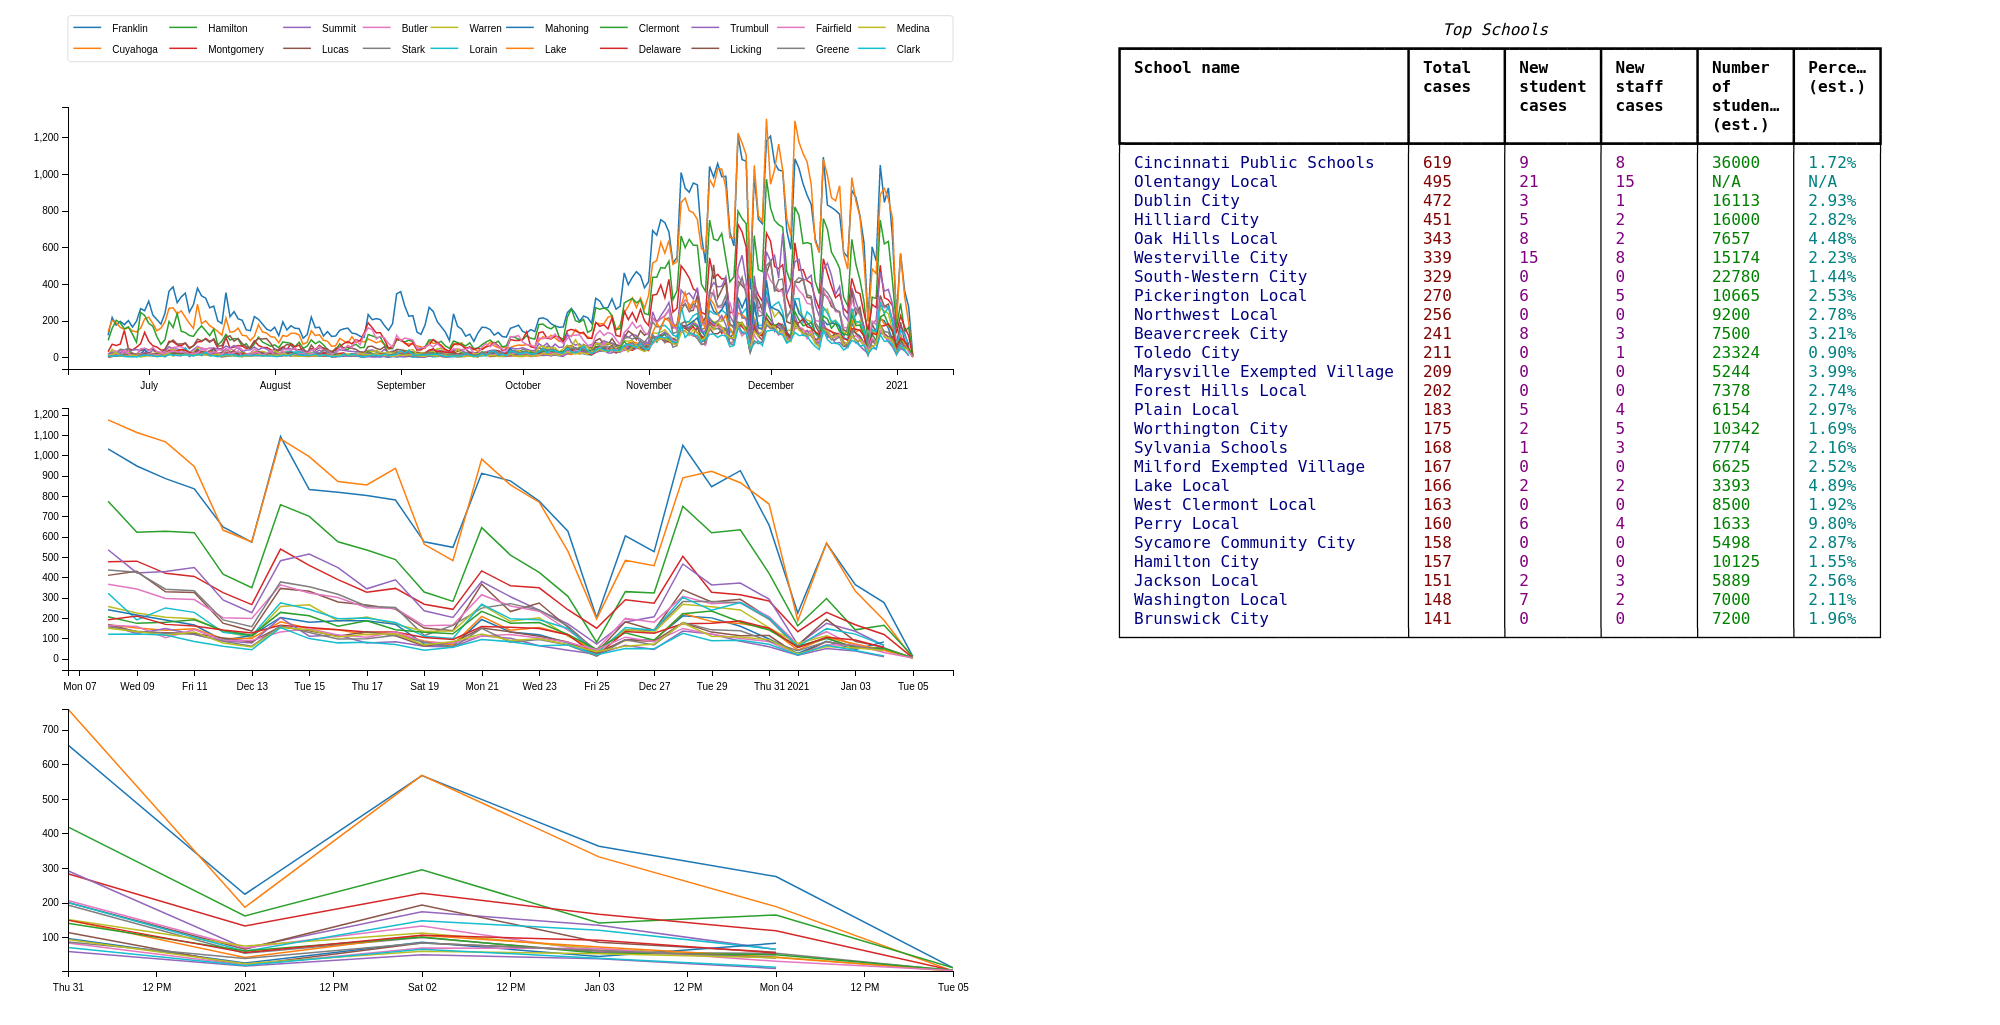 Franklin Hamilton Summit Butler Warren Mahoning Clermont Trumbull Fairfield Medina
Cuyahoga Montgomery Lucas Stark Lorain Lake Delaware Licking Greene Clark
1,200
1,000
800
600
400
200
0
July August September October November December 2021
1,200
1,100
1,000
900
800
700
600
500
400
300
200
100
0
Mon 07 Wed 09 Fri 11 Dec 13 Tue 15 Thu 17 Sat 19 Mon 21 Wed 23 Fri 25 Dec 27 Tue 29 Thu 31 2021 Jan 03 Tue 05
700
600
500
400
300
200
100
Thu 31 12 PM 2021 12 PM Sat 02 12 PM Jan 03 12 PM Mon 04 12 PM Tue 05
Top Schools
School name Total New New Number Perce…
cases student staff of (est.)
cases cases studen…
(est.)
Cincinnati Public Schools 619 9 8 36000 1.72%
Olentangy Local 495 21 15 N/A N/A
Dublin City 472 3 1 16113 2.93%
Hilliard City 451 5 2 16000 2.82%
Oak Hills Local 343 8 2 7657 4.48%
Westerville City 339 15 8 15174 2.23%
South-Western City 329 0 0 22780 1.44%
Pickerington Local 270 6 5 10665 2.53%
Northwest Local 256 0 0 9200 2.78%
Beavercreek City 241 8 3 7500 3.21%
Toledo City 211 0 1 23324 0.90%
Marysville Exempted Village 209 0 0 5244 3.99%
Forest Hills Local 202 0 0 7378 2.74%
Plain Local 183 5 4 6154 2.97%
Worthington City 175 2 5 10342 1.69%
Sylvania Schools 168 1 3 7774 2.16%
Milford Exempted Village 167 0 0 6625 2.52%
Lake Local 166 2 2 3393 4.89%
West Clermont Local 163 0 0 8500 1.92%
Perry Local 160 6 4 1633 9.80%
Sycamore Community City 158 0 0 5498 2.87%
Hamilton City 157 0 0 10125 1.55%
Jackson Local 151 2 3 5889 2.56%
Washington Local 148 7 2 7000 2.11%
Brunswick City 141 0 0 7200 1.96%